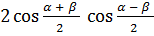 2 cos (α + β)/2 cos (α − β)/2